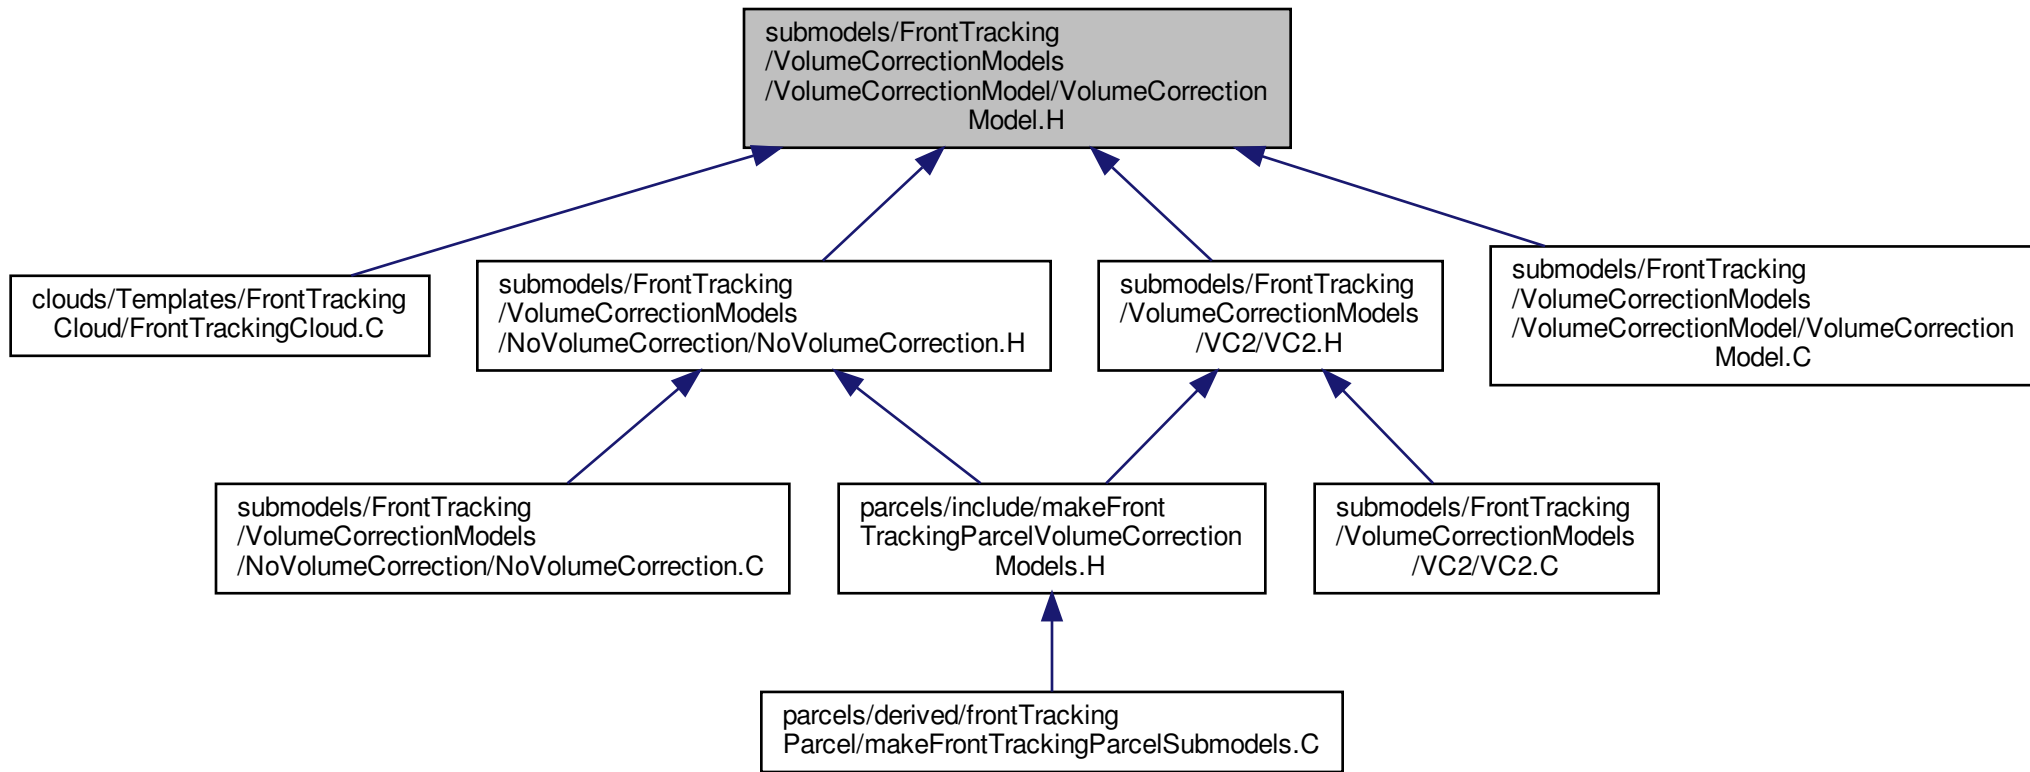 submodels/FrontTracking
/VolumeCorrectionModels
/VolumeCorrectionModel/VolumeCorrection
Model.H
clouds/Templates/FrontTracking
Cloud/FrontTrackingCloud.C
submodels/FrontTracking
/VolumeCorrectionModels
/NoVolumeCorrection/NoVolumeCorrection.H
submodels/FrontTracking
/VolumeCorrectionModels
/VC2/VC2.H
submodels/FrontTracking
/VolumeCorrectionModels
/VolumeCorrectionModel/VolumeCorrection
Model.C
submodels/FrontTracking
/VolumeCorrectionModels
/NoVolumeCorrection/NoVolumeCorrection.C
parcels/include/makeFront
TrackingParcelVolumeCorrection
Models.H
submodels/FrontTracking
/VolumeCorrectionModels
/VC2/VC2.C
parcels/derived/frontTracking
Parcel/makeFrontTrackingParcelSubmodels.C